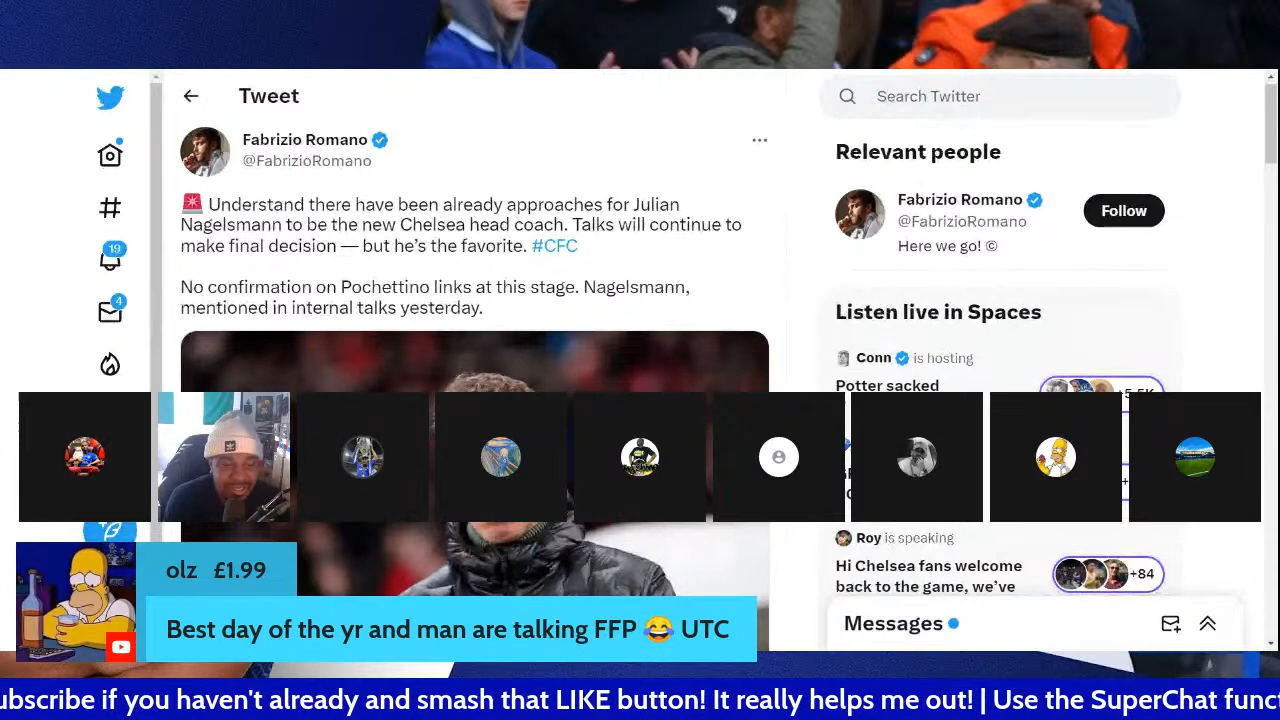 Tweet
Search Twitter
Fabrizio Romano
@FabrizioRomano
🚨 Understand there have been already approaches for Julian
Nagelsmann to be the new Chelsea head coach. Talks will continue to
make final decision — but he's the favorite. #CFC
No confirmation on Pochettino links at this stage. Nagelsmann,
mentioned in internal talks yesterday.
19
4
Relevant people
Fabrizio Romano
@FabrizioRomano
Here we go! ©
Follow
Listen live in Spaces
Conn is hosting
Potter sacked
+5.5K
Roy is speaking
Hi Chelsea fans welcome
back to the game, we've
+84
Messages
olz £1.99
Best day of the yr and man are talking FFP 😂 UTC
ubscribe if you haven't already and smash that LIKE button! It really helps me out! | Use the SuperChat funct